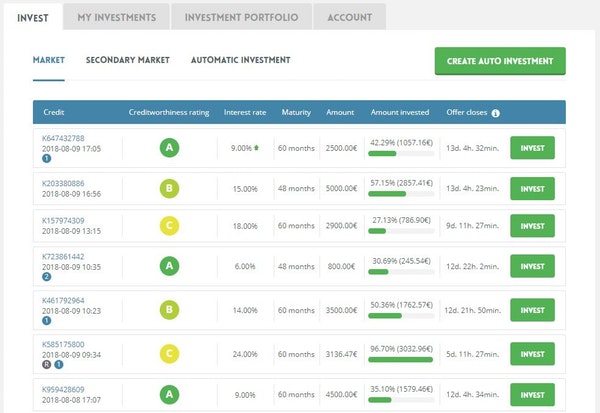 INVEST MY INVESTMENTS INVESTMENT PORTFOLIO ACCOUNT
MARKET SECONDARY MARKET AUTOMATIC INVESTMENT CREATE AUTO INVESTMENT
Credit Creditworthiness rating Interest rate Maturity Amount Amount invested Offer closes i
K647432788
2018-08-09 17:05 A 9.00% 60 months 2500.00€ 42.29% (1057.16€) 13d. 4h. 32min. INVEST
1
K203380886
2018-08-09 16:56 B 15.00% 48 months 5000.00€ 57.15% (2857.41€) 13d. 4h. 23min. INVEST
K157974309
2018-08-09 13:15 C 18.00% 60 months 2900.00€ 27.13% (786.90€) 9d. 11h. 27min. INVEST
K723861442
2018-08-09 10:35 A 6.00% 48 months 800.00€ 30.69% (245.54€) 12d. 22h. 2min. INVEST
2
K461792964
2018-08-09 10:23 B 14.00% 60 months 3500.00€ 50.36% (1762.57€) 12d. 21h. 50min. INVEST
1
K585175800
2018-08-09 09:34 C 24.00% 60 months 3136.47€ 96.70% (3032.96€) 5d. 11h. 27min. INVEST
R 1
K959428609
2018-08-08 17:07 A 9.00% 60 months 4500.00€ 35.10% (1579.46€) 12d. 4h. 34min. INVEST